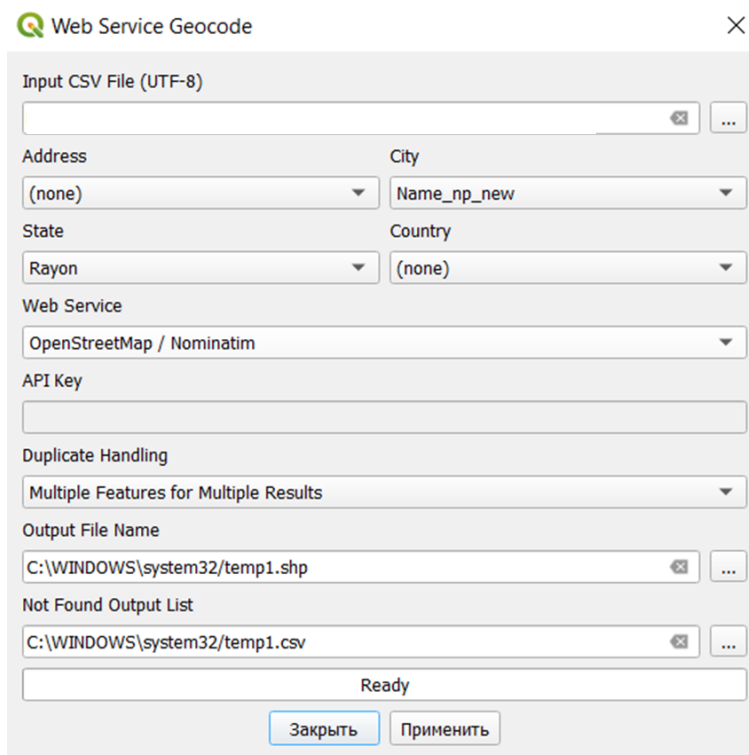 Web Service Geocode
Input CSV File (UTF-8)
...
Address City
(none) Name_np_new
State Country
Rayon (none)
Web Service
OpenStreetMap / Nominatim
API Key
Duplicate Handling
Multiple Features for Multiple Results
Output File Name
C:\WINDOWS\system32/temp1.shp ...
Not Found Output List
C:\WINDOWS\system32/temp1.csv ...
Ready
Закрыть Применить